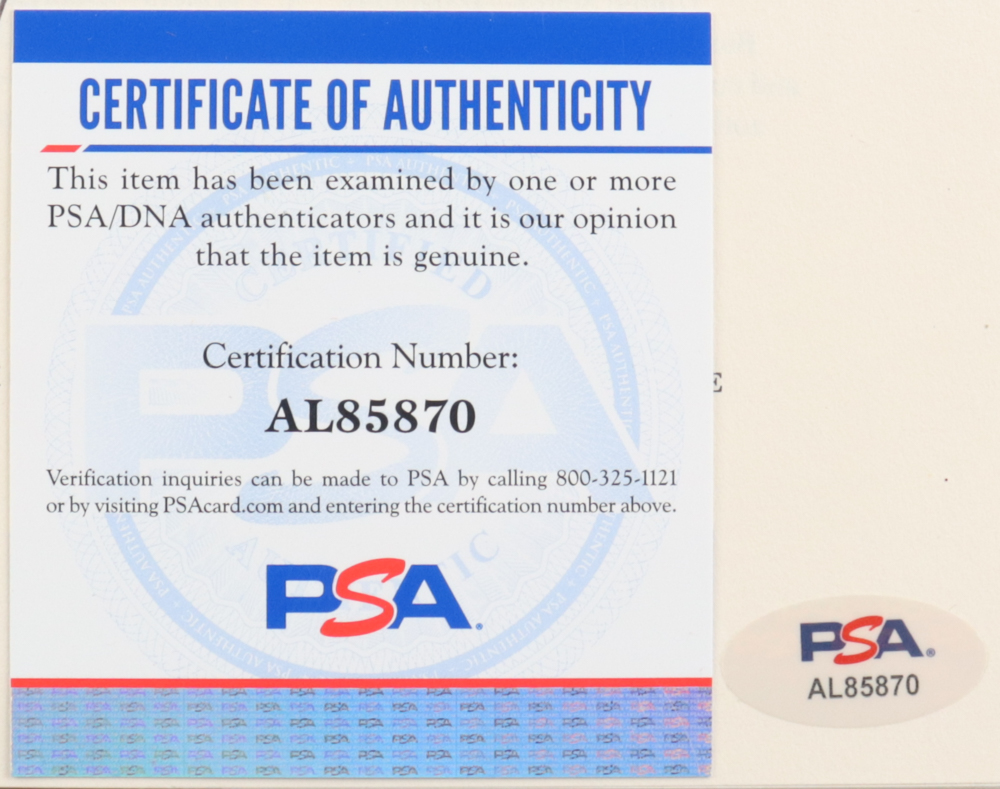 CERTIFICATE OF AUTHENTICITY
This item has been examined by one or more
PSA/DNA authenticators and it is our opinion
that the item is genuine.
Certification Number:
AL85870
Verification inquiries can be made to PSA by calling 800-325-1121
or by visiting PSAcard.com and entering the certification number above.
PSA®
E
PSA®
AL85870